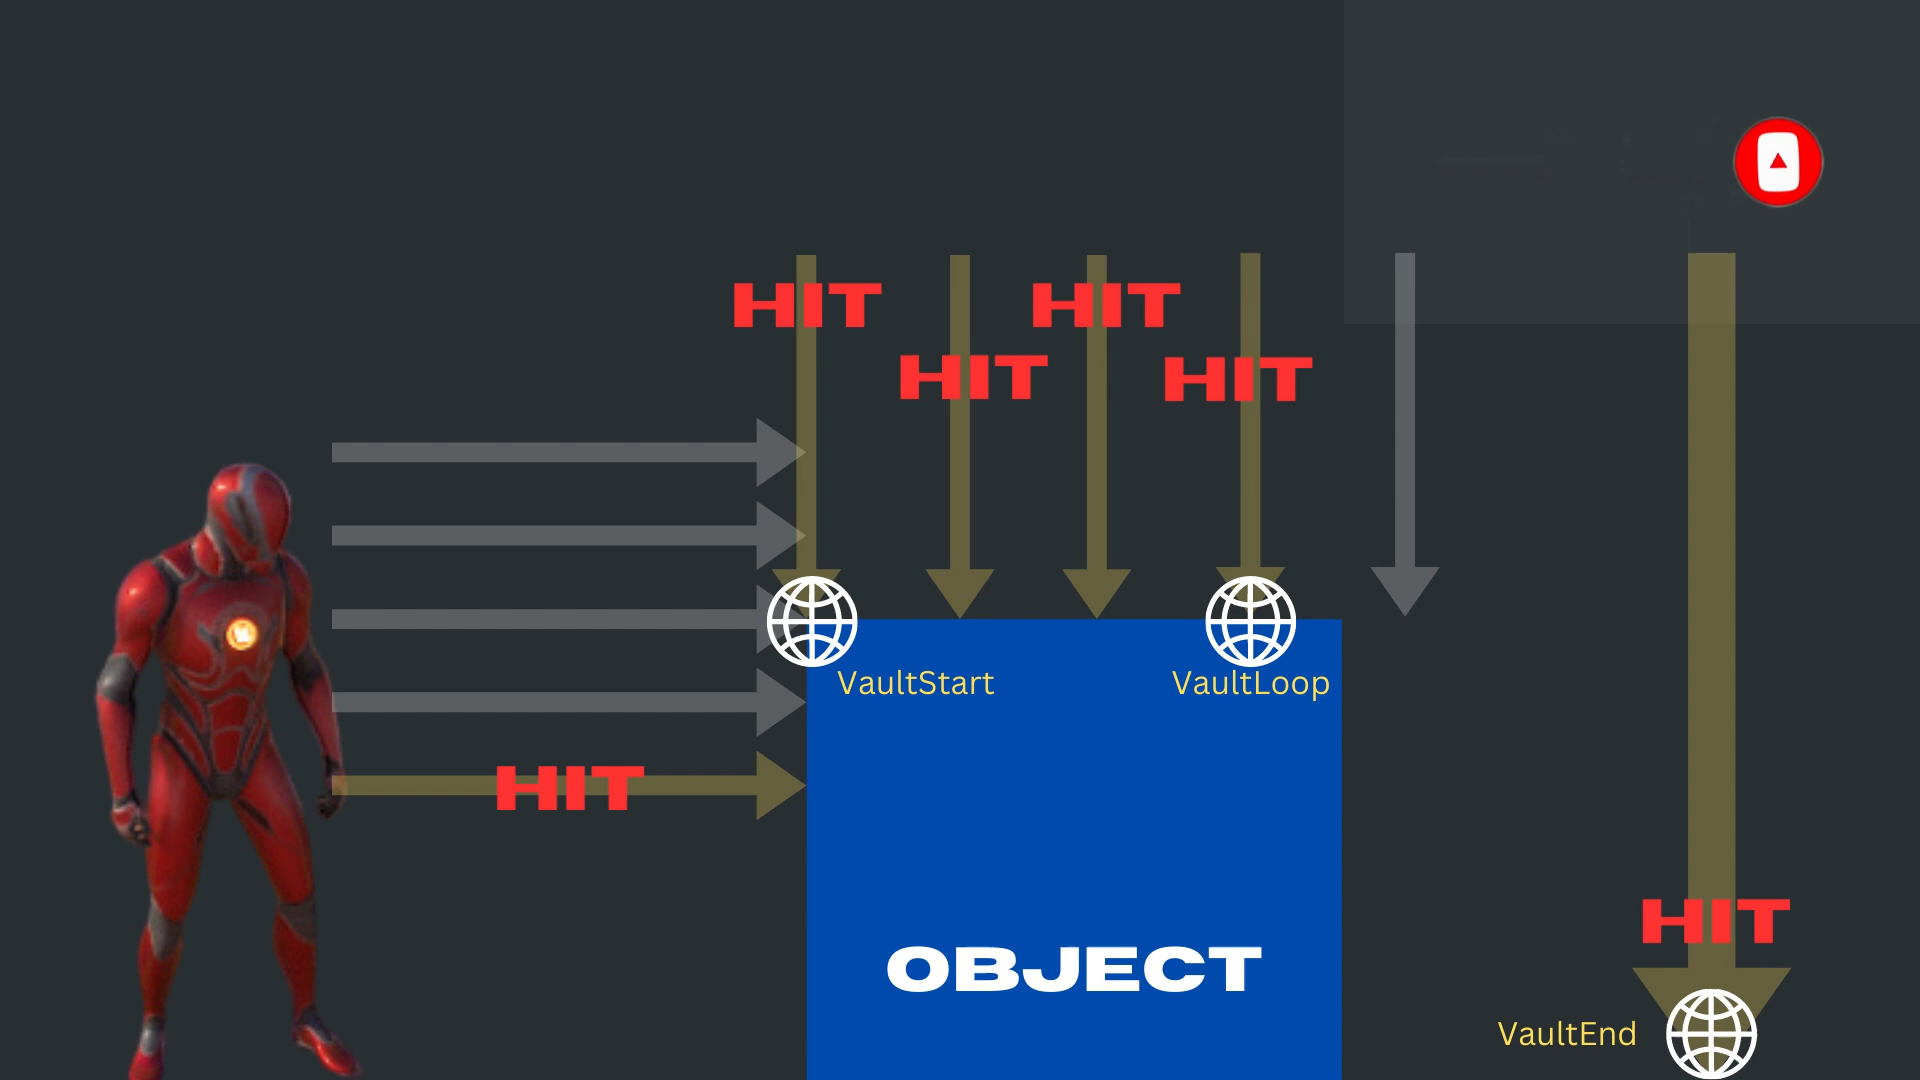 HIT
HIT
HIT
HIT
VaultStart
VaultLoop
HIT
HIT
OBJECT
VaultEnd